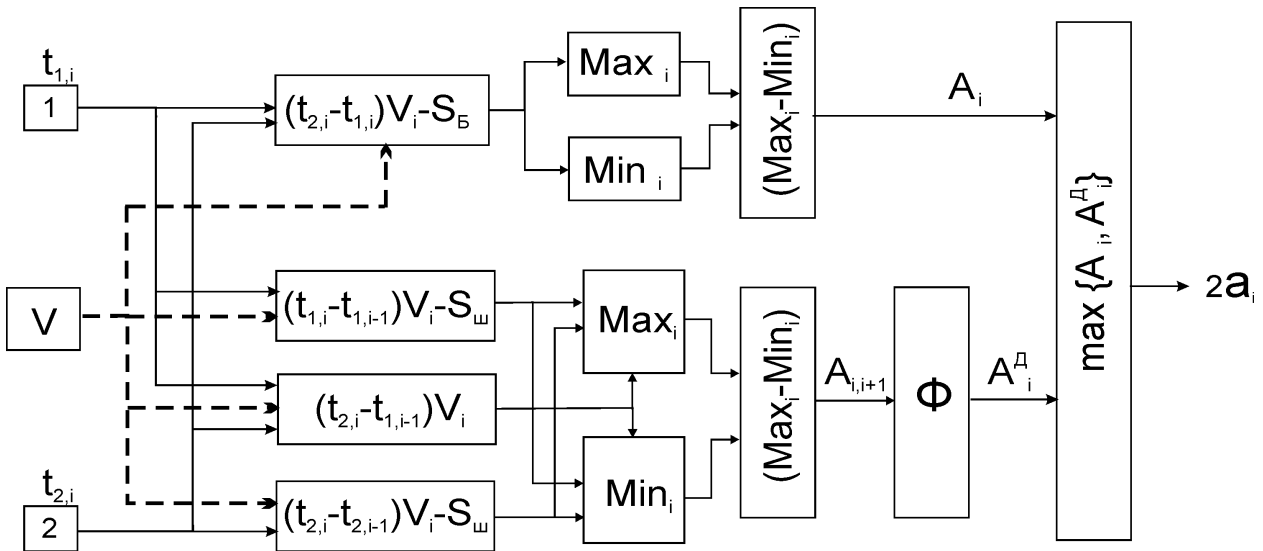 t1,i
1
(t2,i-t1,i)Vi-SБ
Max i
Min i
(Maxi-Mini)
Ai
max {Ai, AДi}
2ai
V
(t1,i-t1,i-1)Vi-Sш
(t2,i-t1,i-1)Vi
(t2,i-t2,i-1)Vi-Sш
Maxi
Mini
(Maxi-Mini)
Ai,i+1
Ф
AДi
t2,i
2